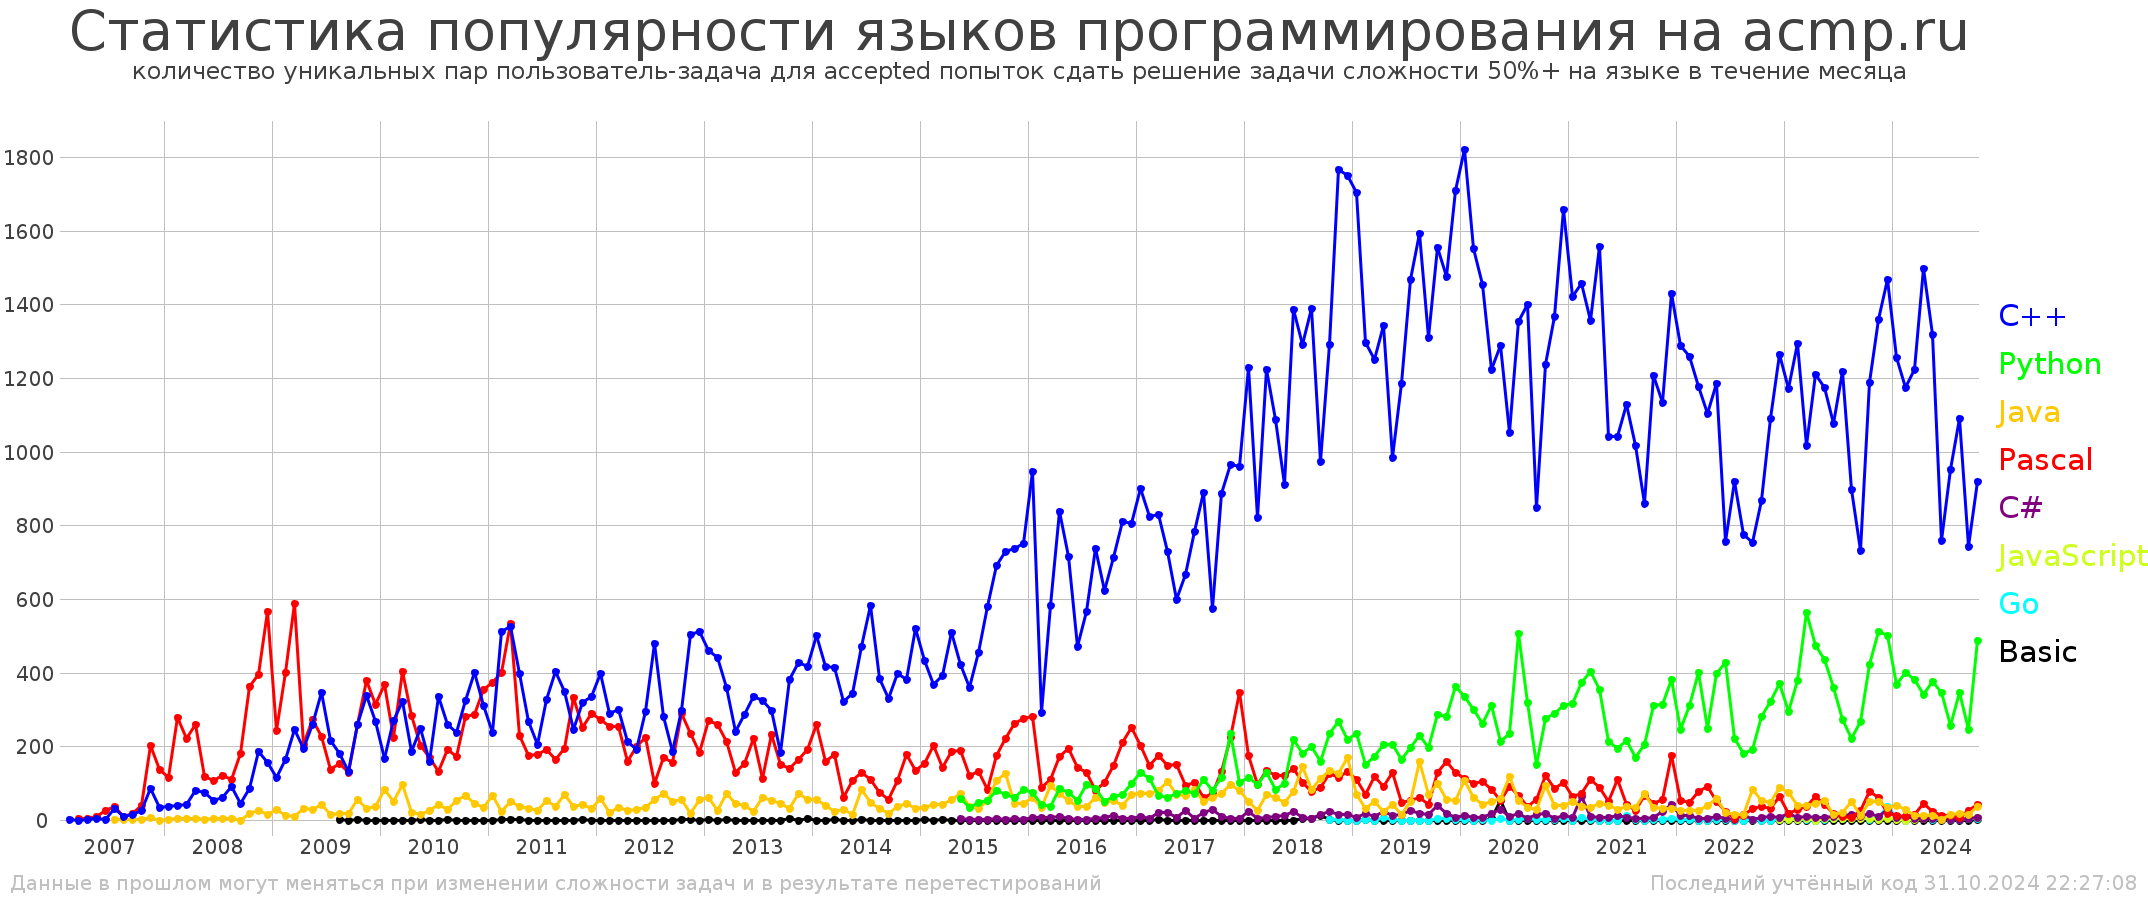 Статистика популярности языков программирования на acmp.ru
количество уникальных пар пользователь-задача для accepted попыток сдать решение задачи сложности 50%+ на языке в течение месяца
1800
1600
1400
1200
1000
800
600
400
200
0
C++
Python
Java
Pascal
C#
JavaScript
Go
Basic
2007 2008 2009 2010 2011 2012 2013 2014 2015 2016 2017 2018 2019 2020 2021 2022 2023 2024
Данные в прошлом могут меняться при изменении сложности задач и в результате перетестирований
Последний учтённый код 31.10.2024 22:27:08